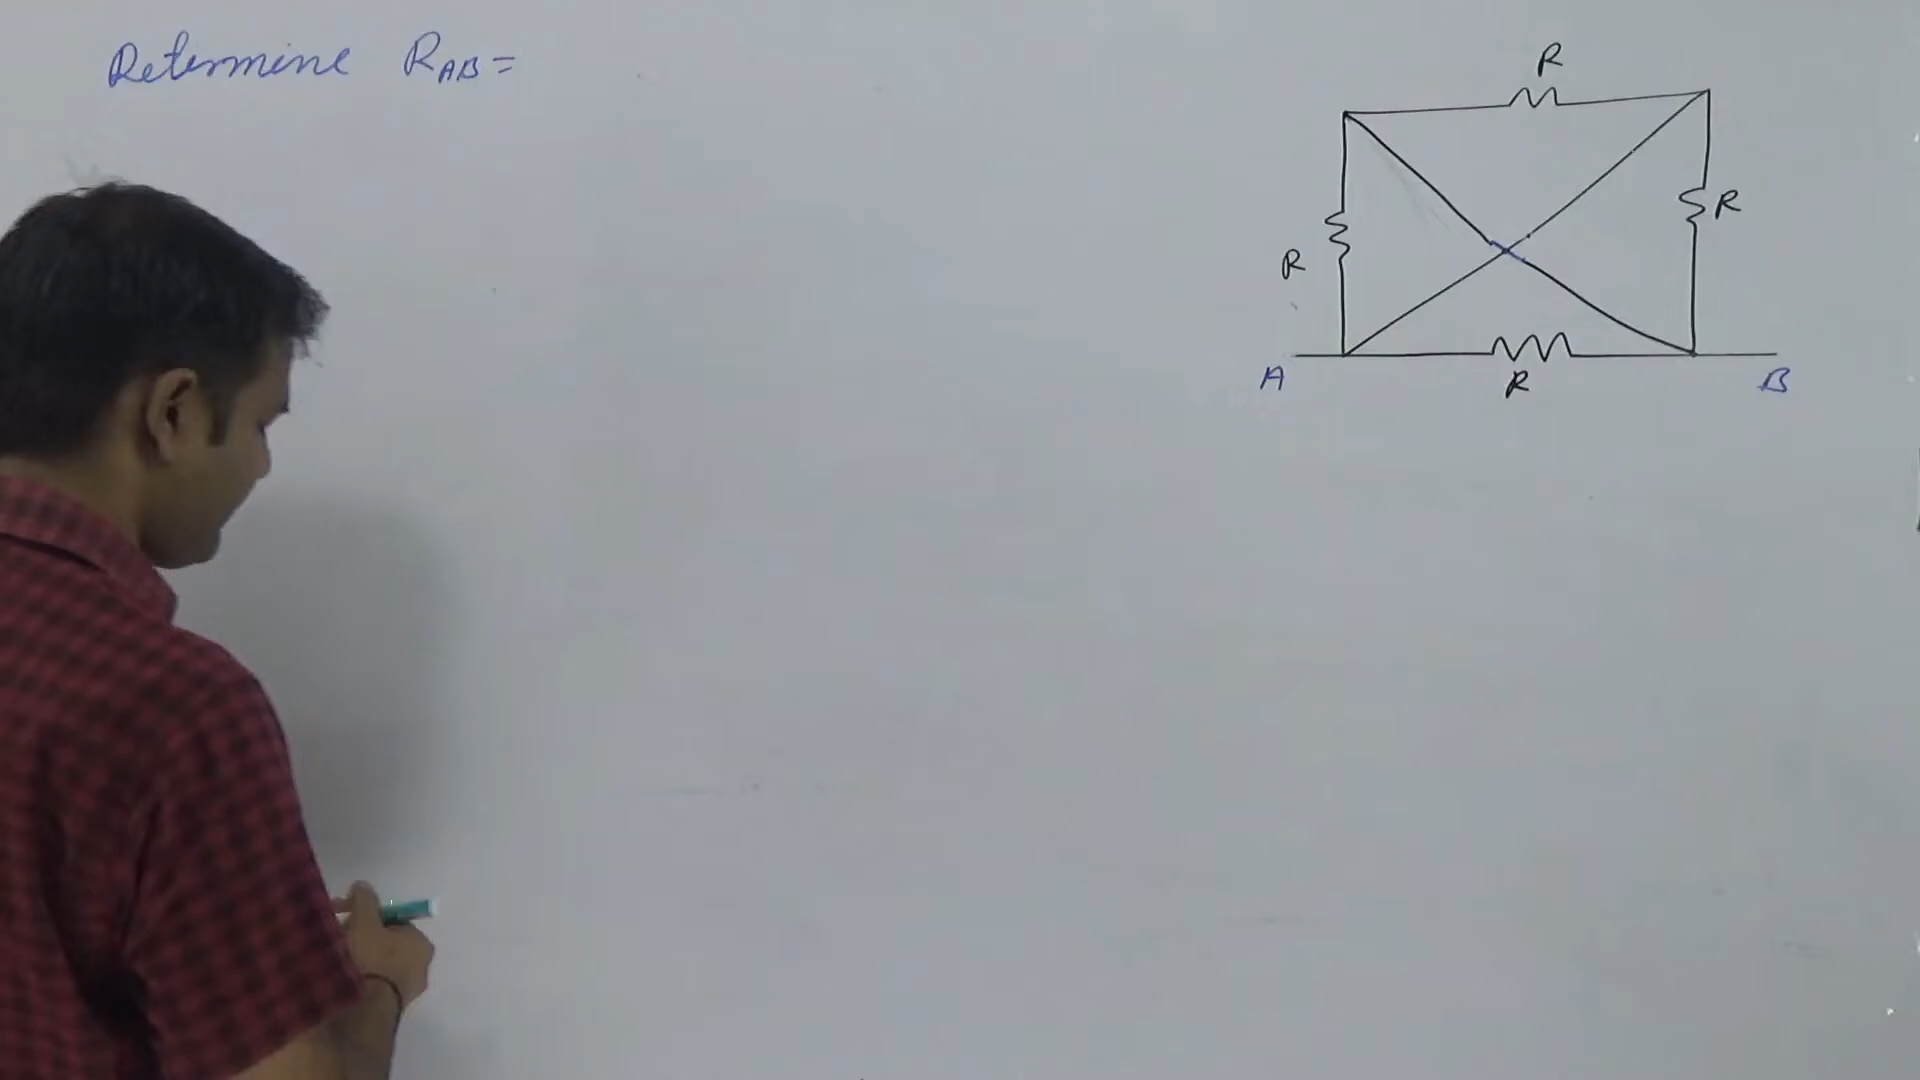 Determine R_AB =
R
R
R
A
R
B